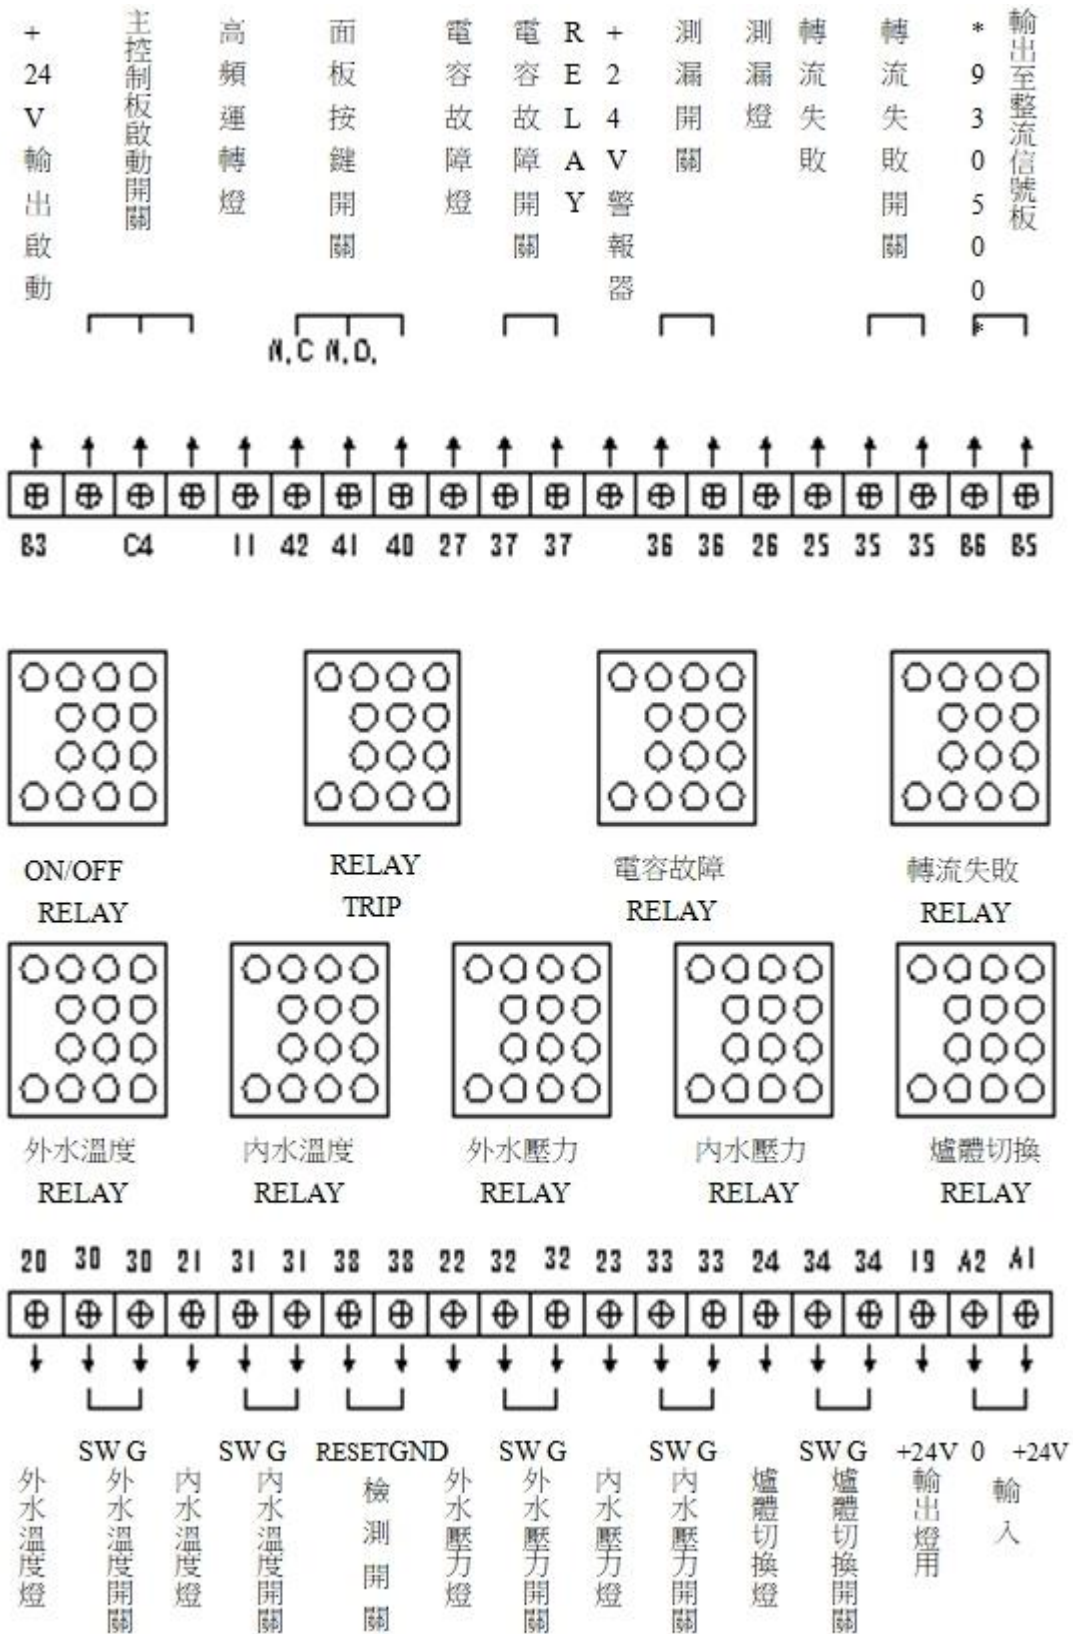 +24V輸出啟動
主控制板啟動開關
高頻運轉燈
面板按鍵開關
電容故障燈
電容故障開關
RELAY
+24V警報器
測漏開關
測漏燈
轉流失敗
轉流失敗開關
*930500*
輸出至整流信號板
N.C N.O.
B3 C4 11 42 41 40 27 37 37 36 36 26 25 35 35 B6 B5
ON/OFF
RELAY
RELAY
TRIP
電容故障
RELAY
轉流失敗
RELAY
外水溫度
RELAY
內水溫度
RELAY
外水壓力
RELAY
內水壓力
RELAY
爐體切換
RELAY
20 30 30 21 31 31 38 38 22 32 32 23 33 33 24 34 34 19 A2 A1
SW G SW G RESETGND SW G SW G SW G +24V 0 +24V
外水溫度燈
外水溫度開關
內水溫度燈
內水溫度開關
檢測開關
外水壓力燈
外水壓力開關
內水壓力燈
內水壓力開關
爐體切換燈
爐體切換開關
輸出燈用
輸入